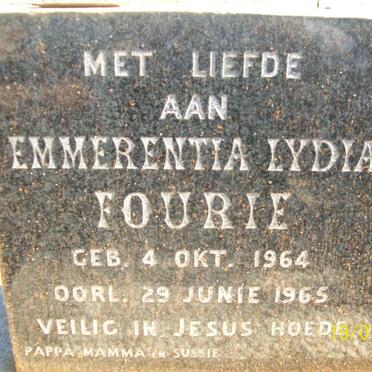 MET LIEFDE
AAN
EMMERENTIA LYDIA
FOURIE
GEB. 4 OKT. 1964
OORL. 29 JUNIE 1965
VEILIG IN JESUS HOEDE
PAPPA, MAMMA EN SUSSIE